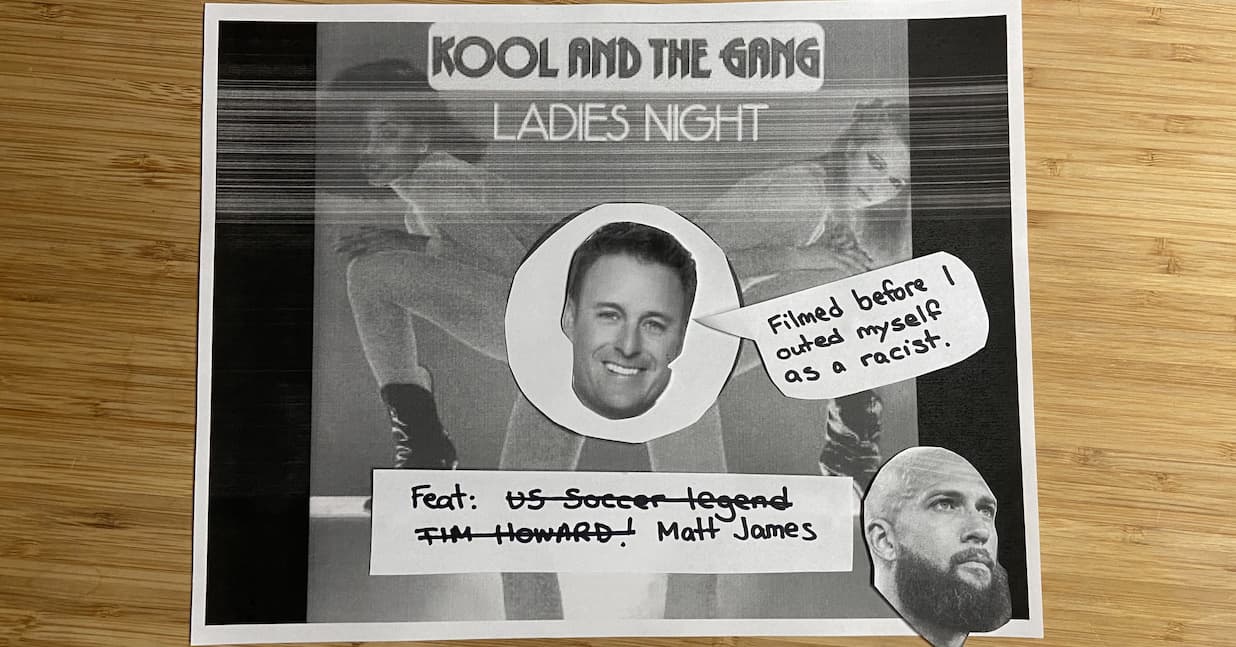 KOOL AND THE GANG
LADIES NIGHT
Filmed before I
outed myself
as a racist.
Feat: US Soccer legend
TIM HOWARD! Matt James